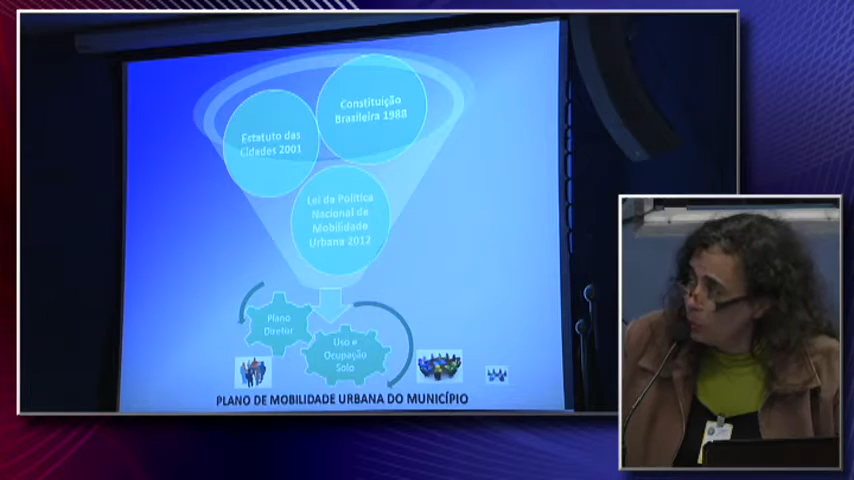 Constituição
Brasileira 1988
Estatuto das
Cidades 2001
Lei da Política
Nacional da
Mobilidade
Urbana 2012
Plano
Diretor
Uso e
Ocupação
Solo
PLANO DE MOBILIDADE URBANA DO MUNICÍPIO